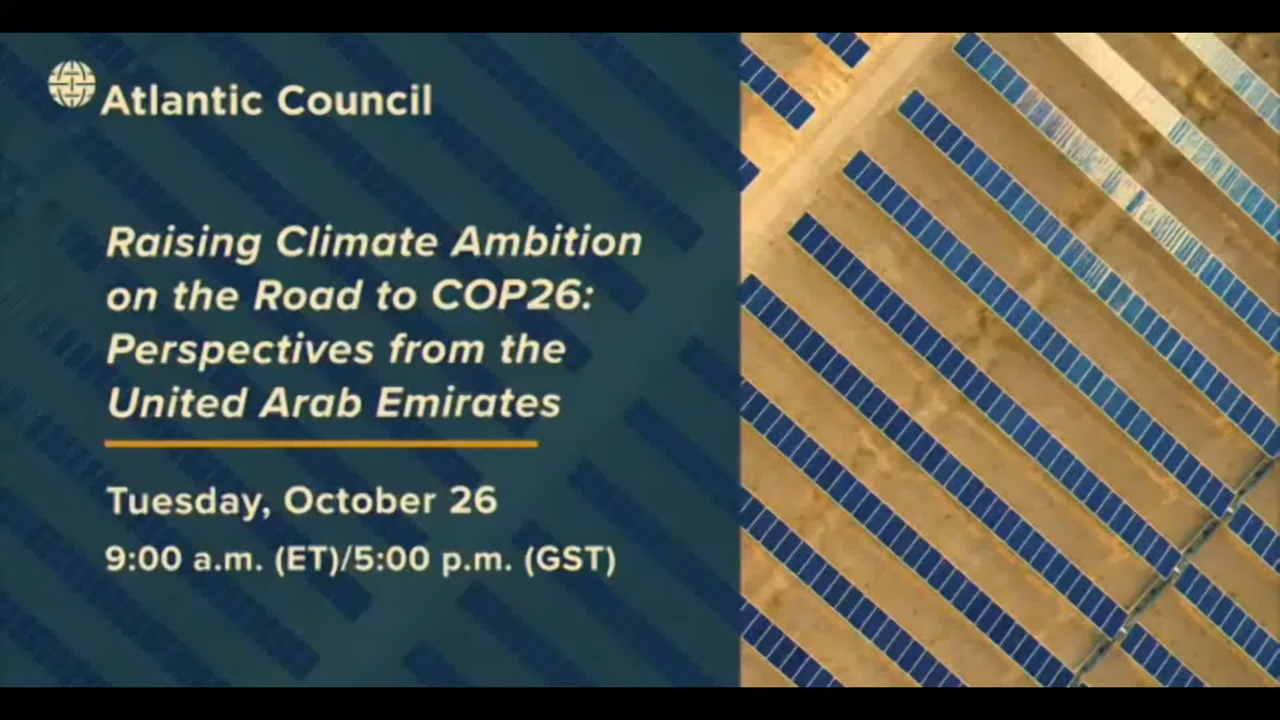 Atlantic Council
Raising Climate Ambition
on the Road to COP26:
Perspectives from the
United Arab Emirates
Tuesday, October 26
9:00 a.m. (ET)/5:00 p.m. (GST)